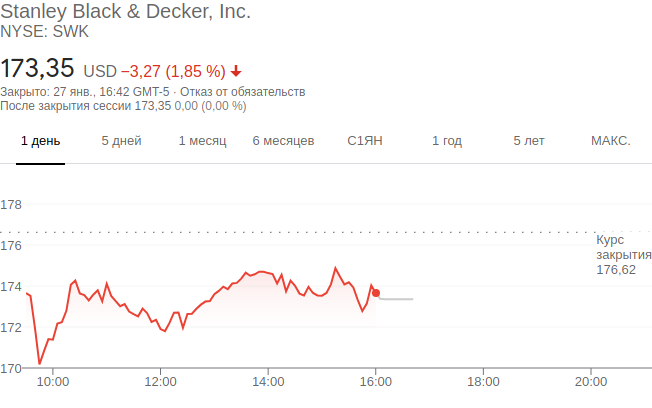 Stanley Black & Decker, Inc.
NYSE: SWK
173,35 USD −3,27 (1,85 %)
Закрыто: 27 янв., 16:42 GMT-5 · Отказ от обязательств
После закрытия сессии 173,35 0,00 (0,00 %)
1 день 5 дней 1 месяц 6 месяцев С1ЯН 1 год 5 лет МАКС.
178
176
Курс
закрытия
176,62
174
172
170
10:00 12:00 14:00 16:00 18:00 20:00